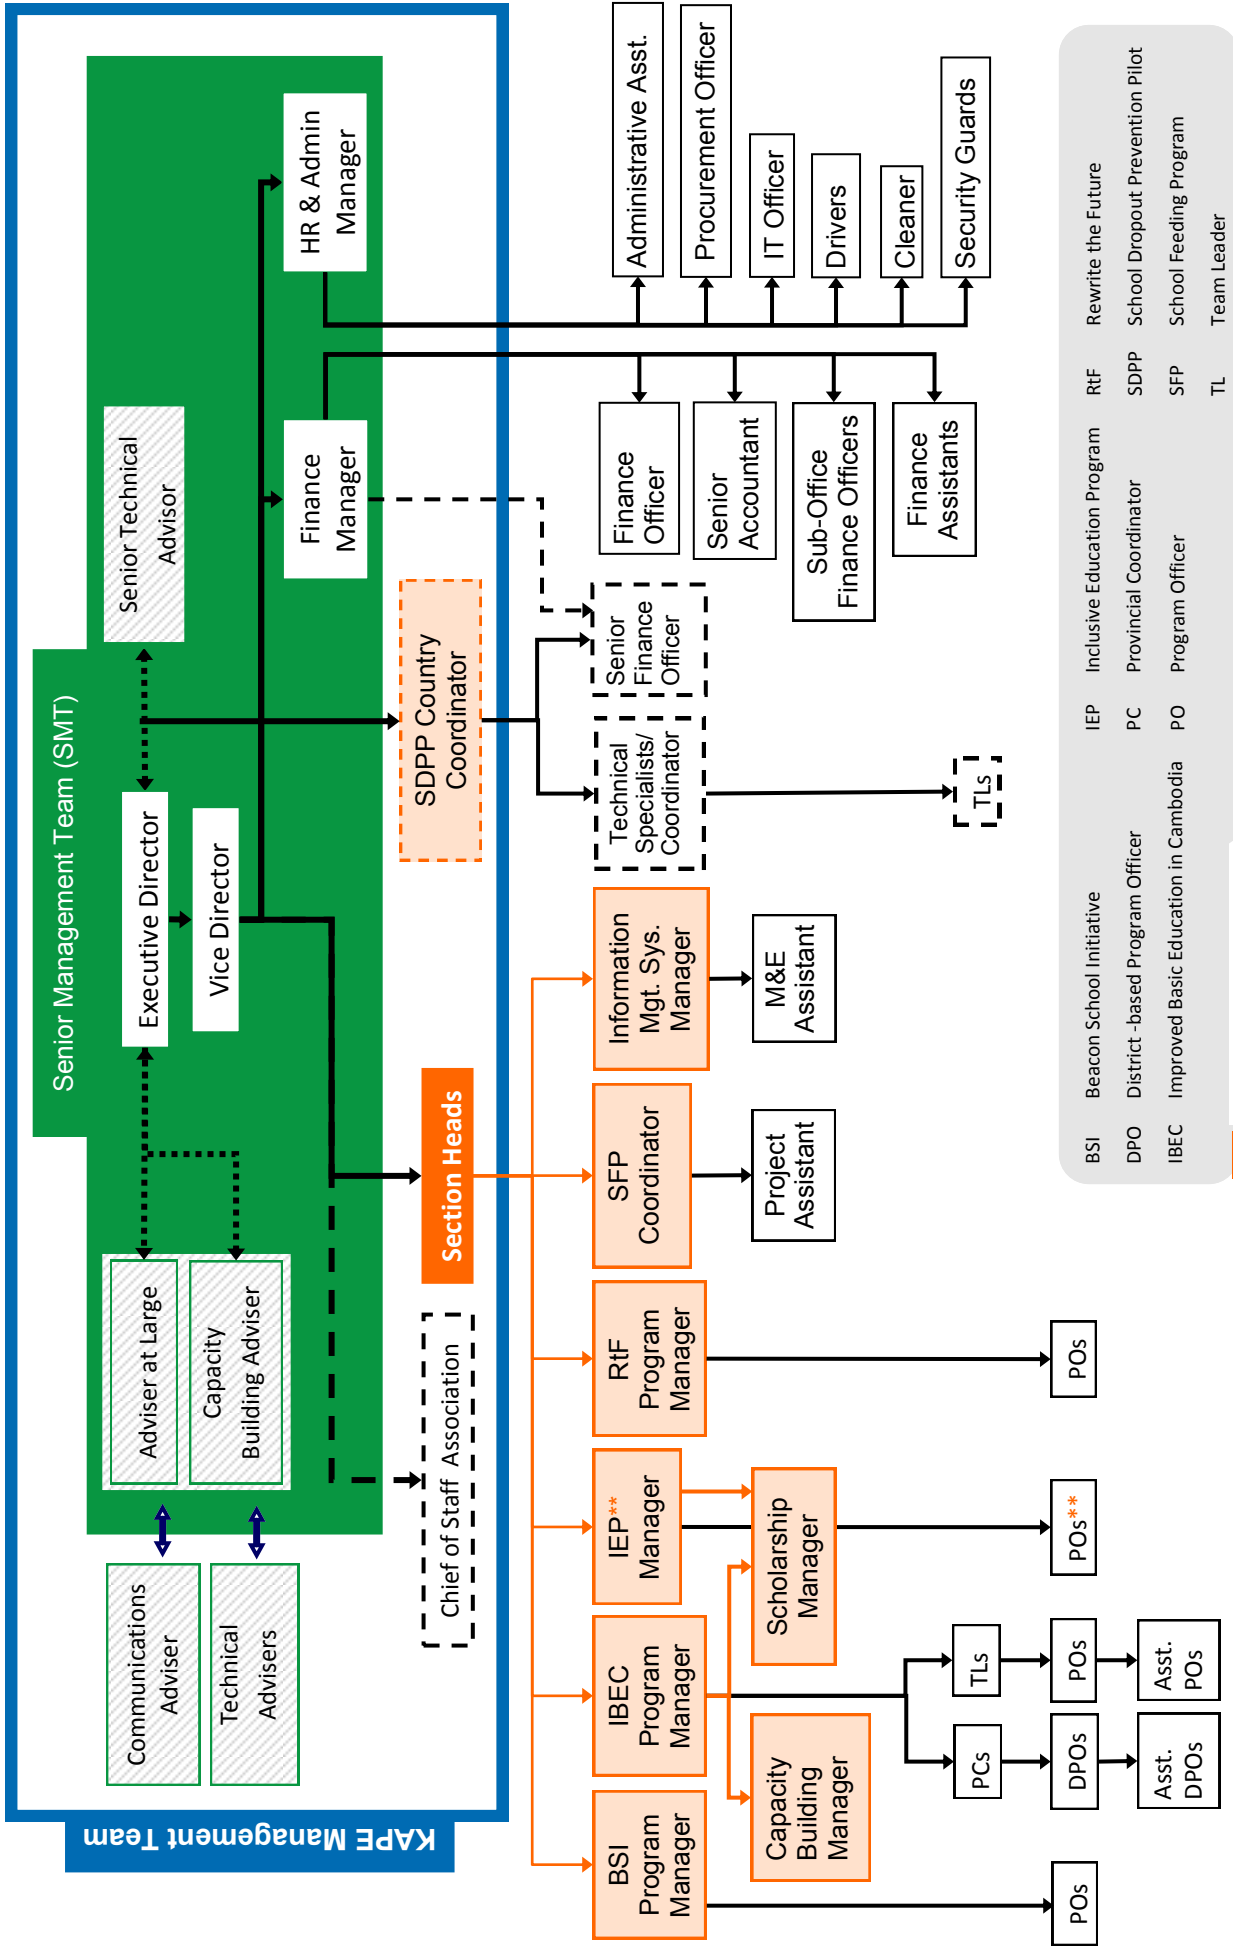 KAPE Management Team
Senior Management Team (SMT)
Communications
Adviser
Technical
Advisers
Adviser at Large
Capacity
Building Adviser
Executive Director
Vice Director
Senior Technical
Advisor
Finance
Manager
HR & Admin
Manager
Chief of Staff Association
Section Heads
SDPP Country
Coordinator
BSI
Program
Manager
IBEC
Program
Manager
IEP**
Manager
RtF
Program
Manager
SFP
Coordinator
Information
Mgt. Sys.
Manager
Technical
Specialists/
Coordinator
Senior
Finance
Officer
Finance
Officer
Senior
Accountant
Sub-Office
Finance Officers
Finance
Assistants
Administrative Asst.
Procurement Officer
IT Officer
Drivers
Cleaner
Security Guards
Capacity
Building
Manager
Scholarship
Manager
Project
Assistant
M&E
Assistant
PCs
TLs
TLs
POs
DPOs
POs
POs**
POs
Asst.
DPOs
Asst.
POs
BSI Beacon School Initiative IEP Inclusive Education Program RtF Rewrite the Future
DPO District -based Program Officer PC Provincial Coordinator SDPP School Dropout Prevention Pilot
IBEC Improved Basic Education in Cambodia PO Program Officer SFP School Feeding Program
TL Team Leader